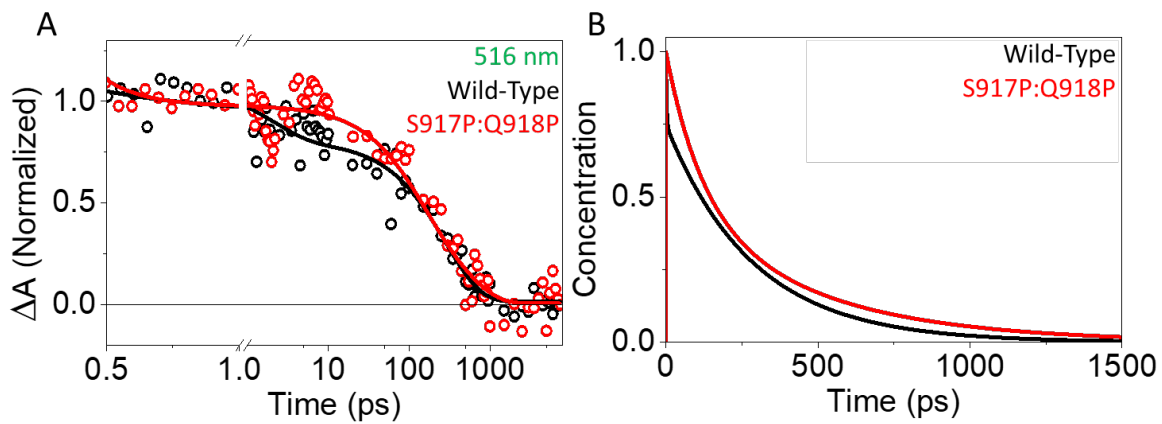 A
516 nm
Wild-Type
S917P:Q918P
ΔA (Normalized)
1.0
0.5
0.0
0.5
1.0
10
100
1000
Time (ps)
B
Wild-Type
S917P:Q918P
Concentration
1.0
0.5
0.0
0
500
1000
1500
Time (ps)